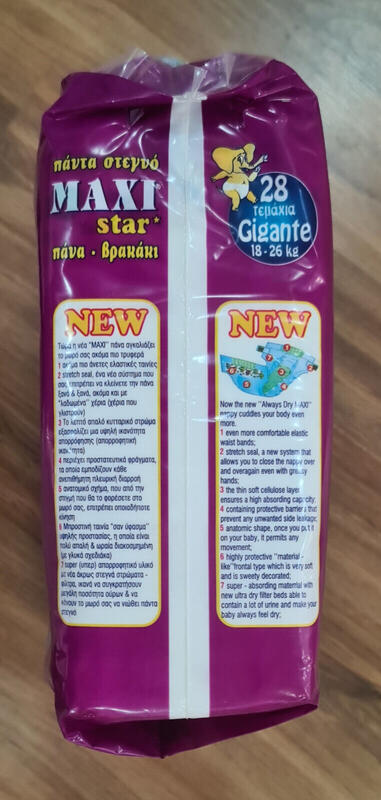 πάντα στεγνό
MAXI
star*
πάνα · βρακάκι
28
τεμάχια
Gigante
18 - 26 kg
NEW
Τώρα η νέα "MAXI" πάνα αγκαλιάζει
το μωρό σας ακόμα πιο τρυφερά
1 ακόμα πιο άνετες ελαστικές ταινίες
2 stretch seal, ένα νέο σύστημα που
σας επιτρέπει να κλείνετε την πάνα
ξανά & ξανά, ακόμα και με
"λαδωμένα" χέρια (χέρια που
γλιστρούν)
3 Το λεπτό απαλό κυτταρικό στρώμα
εξασφαλίζει μια υψηλή ικανότητα
απορρόφησης (απορροφητική
ικανότητα)
4 περιέχει προστατευτικά φράγματα,
τα οποία εμποδίζουν κάθε
ανεπιθήμητη πλευρική διαρροή
5 ανατομικό σχήμα, που από την
στιγμή που θα το φορέσετε στο
μωρό σας, επιτρέπει οποιαδήποτε
κίνηση
6 Μπροστινή ταινία "σαν ύφασμα"
υψηλής προστασίας, η οποία είναι
πολύ απαλή & ωραία διακοσμημένη
(με γλυκά σχεδιάκια)
7 super (υπερ) απορροφητικό υλικό
με νέα άκρως στεγνά στρώματα -
φίλτρα, ικανά να συγκρατήσουν
μεγάλη ποσότητα ούρων & να
κάνουν το μωρό σας να νιώθει πάντα
στεγνό
NEW
Now the new "Always Dry MAXI"
nappy cuddles your baby even
more.
1 even more comfortable elastic
waist bands;
2 stretch seal, a new system that
allows you to close the nappy over
and overagain even with greasy
hands;
3 the thin soft cellulose layer
ensures a high absorbing capacity;
4 containing protective barriers that
prevent any unwanted side leakage;
5 anatomic shape, once you put it
on your baby, it permits any
movement;
6 highly protective "material -
like"frontal type which is very soft
and is sweety decorated;
7 super - absording material with
new ultra dry filter beds able to
contain a lot of urine and make your
baby always feel dry;